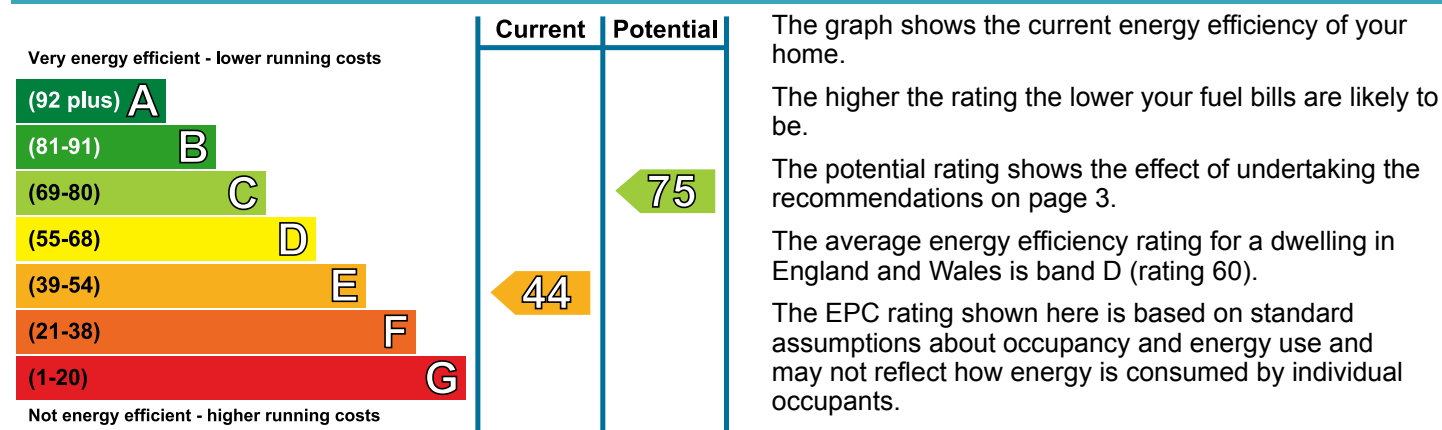 Current Potential
Very energy efficient - lower running costs
(92 plus) A
(81-91) B
(69-80) C
75
(55-68) D
(39-54) E
44
(21-38) F
(1-20) G
Not energy efficient - higher running costs
The graph shows the current energy efficiency of your
home.
The higher the rating the lower your fuel bills are likely to
be.
The potential rating shows the effect of undertaking the
recommendations on page 3.
The average energy efficiency rating for a dwelling in
England and Wales is band D (rating 60).
The EPC rating shown here is based on standard
assumptions about occupancy and energy use and
may not reflect how energy is consumed by individual
occupants.